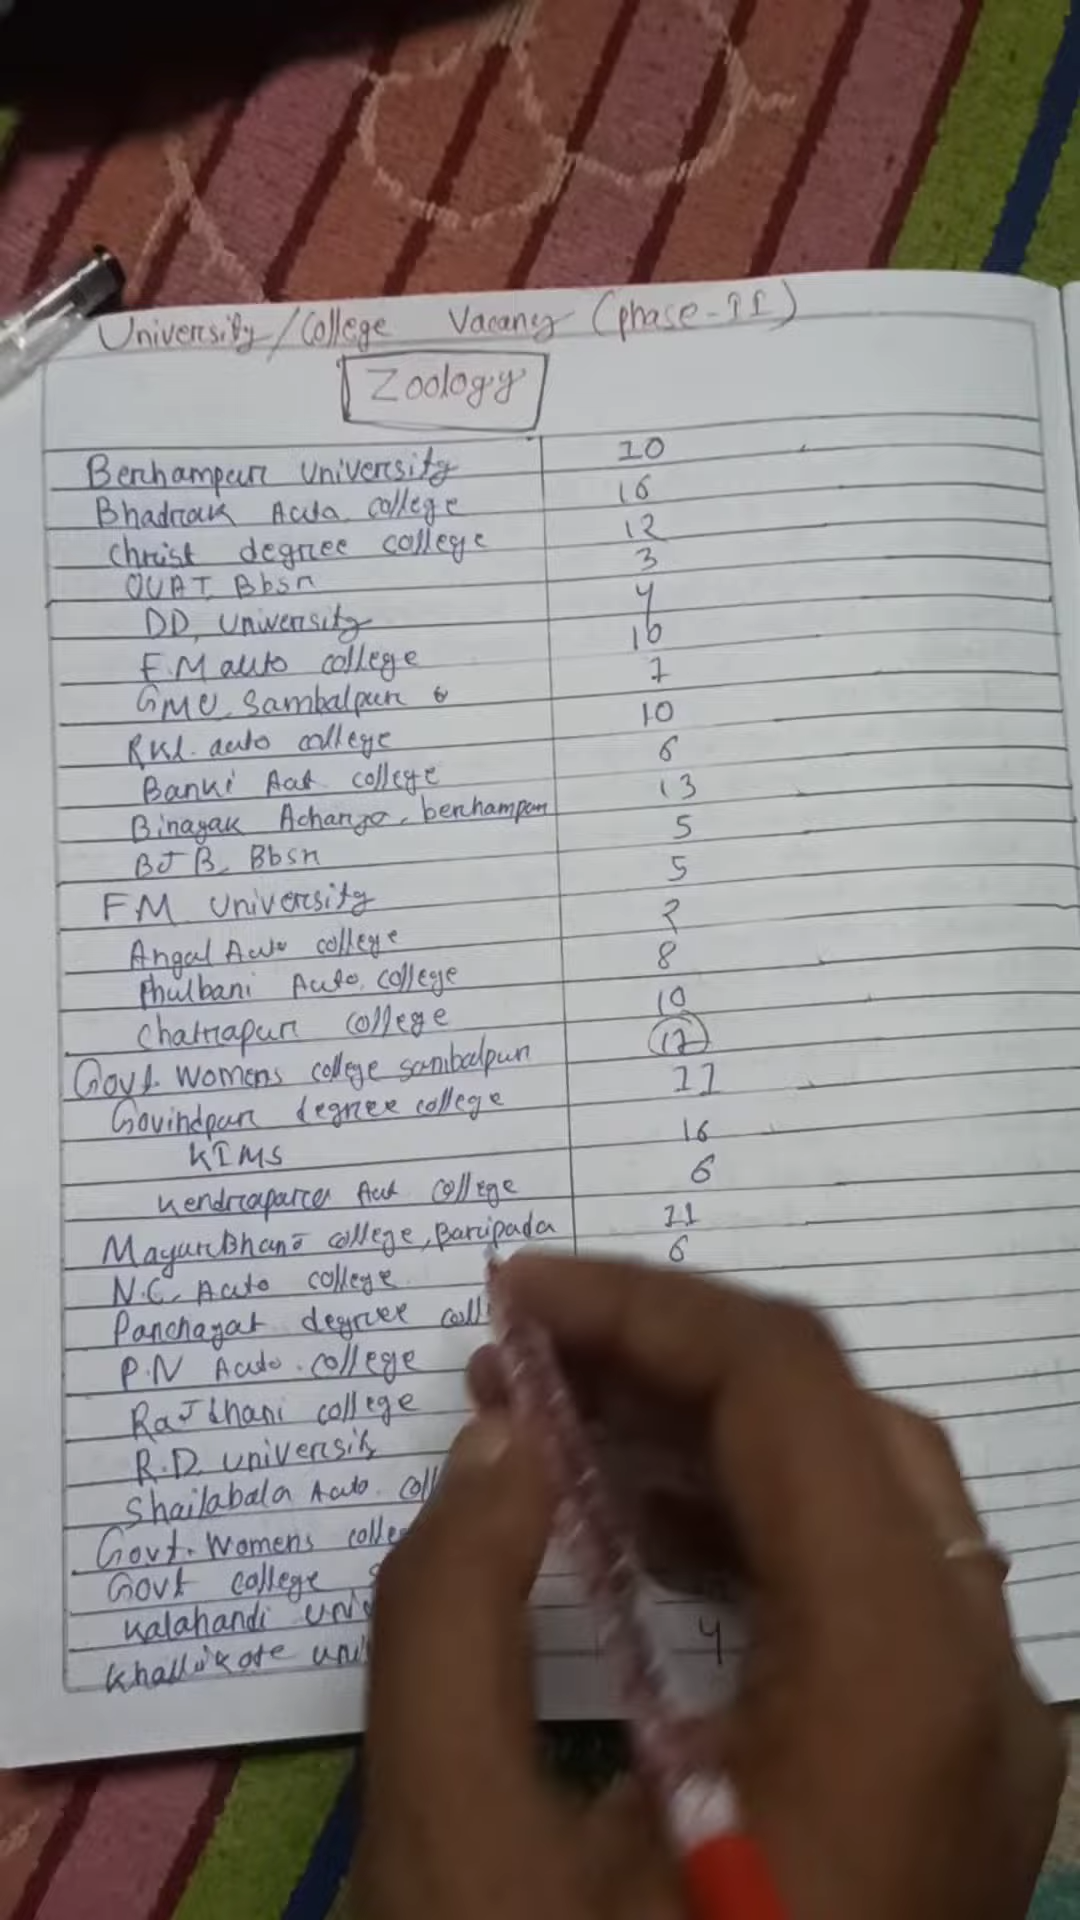 University/College Vacancy (phase-II)
Zoology
Berhampur University 10
Bhadrak Auto. college 16
Christ degree college 12
OUAT, Bbsr 3
DD, University 4
F.M auto college 10
GMU, Sambalpur 7
RKL. auto college 10
Banki Aut college 6
Binayak Acharya, berhampur 13
BJB, Bbsr 5
FM University 5
Angal Auto college
Phulbani Auto. college 8
Chatrapur college 10
Govt. Womens college sambalpur 17
Govindpur degree college 11
KIMS 16
Kendrapara Aut college 6
MayurBhanj college, Baripada 11
N.C. Auto college 6
Panchayat degree
P.N Auto. college
Rajdhani college
R.D. University
Shailabala Auto.
Govt. Womens
Govt college
Kalahandi
Khallikote 4